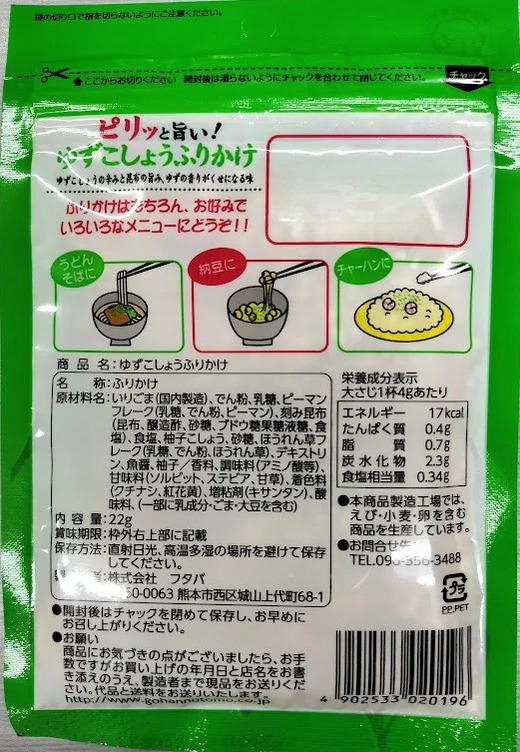 袋の切り口で指を切らないようにご注意ください。
ここからお切りください 開封後は湿らないようにチャックを合わせて閉じてください。
チャック
ピリッと旨い!
ゆずこしょうふりかけ
ゆずこしょうの辛みと昆布の旨み、ゆずの香りがくせになる味
ふりかけはもちろん、お好みで
いろいろなメニューにどうぞ!!
うどん
そばに
納豆に
チャーハンに
商品名:ゆずこしょうふりかけ
名称:ふりかけ
原材料名:いりごま(国内製造)、でん粉、乳糖、ピーマン
フレーク(乳糖、でん粉、ピーマン)、刻み昆布
(昆布、醸造酢、砂糖、ブドウ糖果糖液糖、食
塩)、食塩、柚子こしょう、砂糖、ほうれん草フ
レーク(乳糖、でん粉、ほうれん草)、デキストリ
ン、魚醤、柚子/香料、調味料(アミノ酸等)、
甘味料(ソルビット、ステビア、甘草)、着色料
(クチナシ、紅花黄)、増粘剤(キサンタン)、酸
味料、(一部に乳成分・ごま・大豆を含む)
内容量:22g
賞味期限:枠外右上部に記載
保存方法:直射日光、高温多湿の場所を避けて保存
してください。
者:株式会社 フタバ
50-0063 熊本市西区城山上代町68-1
栄養成分表示
大さじ1杯4gあたり
エネルギー 17kcal
たんぱく質 0.4g
脂質 0.7g
炭水化物 2.3g
食塩相当量 0.34g
●本商品製造工場では、
えび・小麦・卵を含む
商品を生産しています。
●お問合せ先
TEL.096-356-3488
プラ
PP,PET
●開封後はチャックを閉めて保存し、お早めに
お召し上がりください。
●お願い
商品にお気づきの点がございましたら、お手
数ですがお買い上げの年月日と店名をお書
き添えのうえ、製造者まで現品をお送りくだ
さい。代品と送料をお送りいたします。
http://www.gohannotomo.co.jp
4 902533 020196